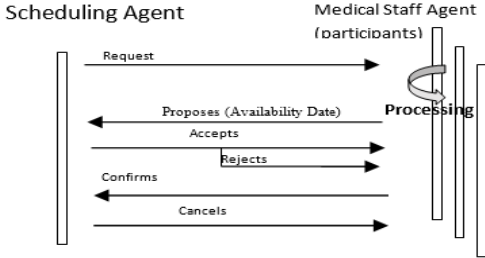 Scheduling Agent
Medical Staff Agent
(participants)
Request
Processing
Proposes (Availability Date)
Accepts
Rejects
Confirms
Cancels